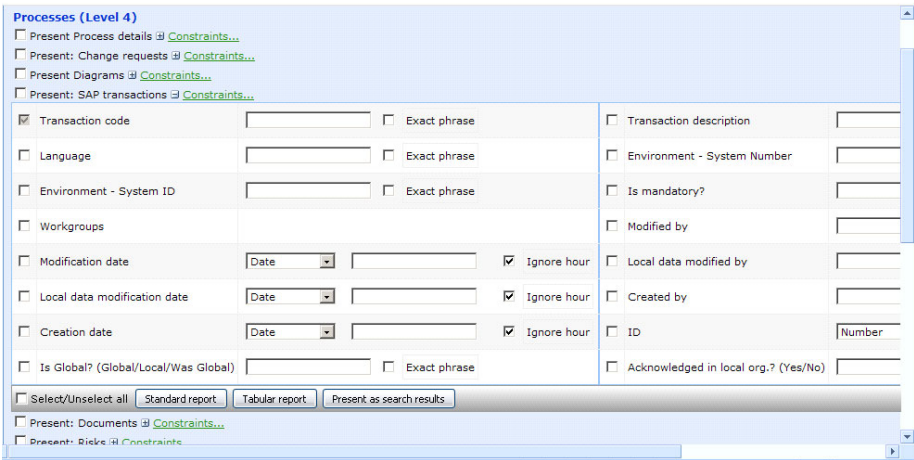 Processes (Level 4)
Present Process details Constraints...
Present: Change requests Constraints...
Present Diagrams Constraints...
Present: SAP transactions Constraints...
Transaction code Exact phrase Transaction description
Language Exact phrase Environment - System Number
Environment - System ID Exact phrase Is mandatory?
Workgroups Modified by
Modification date Date Ignore hour Local data modified by
Local data modification date Date Ignore hour Created by
Creation date Date Ignore hour ID Number
Is Global? (Global/Local/Was Global) Exact phrase Acknowledged in local org.? (Yes/No)
Select/Unselect all Standard report Tabular report Present as search results
Present: Documents Constraints...
Present: Risks Constraints